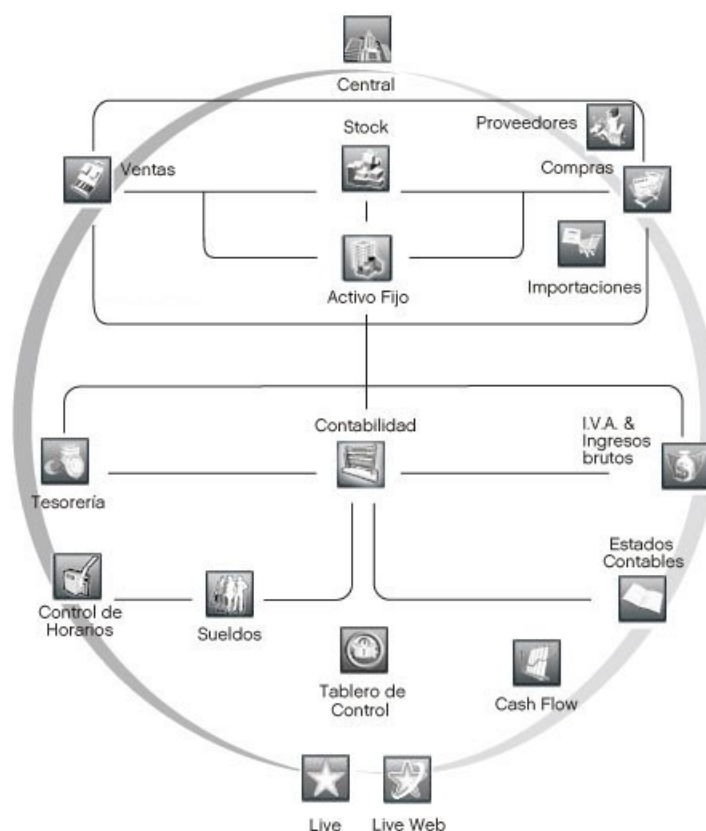 Central
Stock
Proveedores
Ventas
Compras
Activo Fijo
Importaciones
Contabilidad
I.V.A. &
Ingresos
brutos
Tesorería
Estados
Contables
Control de
Horarios
Sueldos
Tablero de
Control
Cash Flow
Live
Live Web